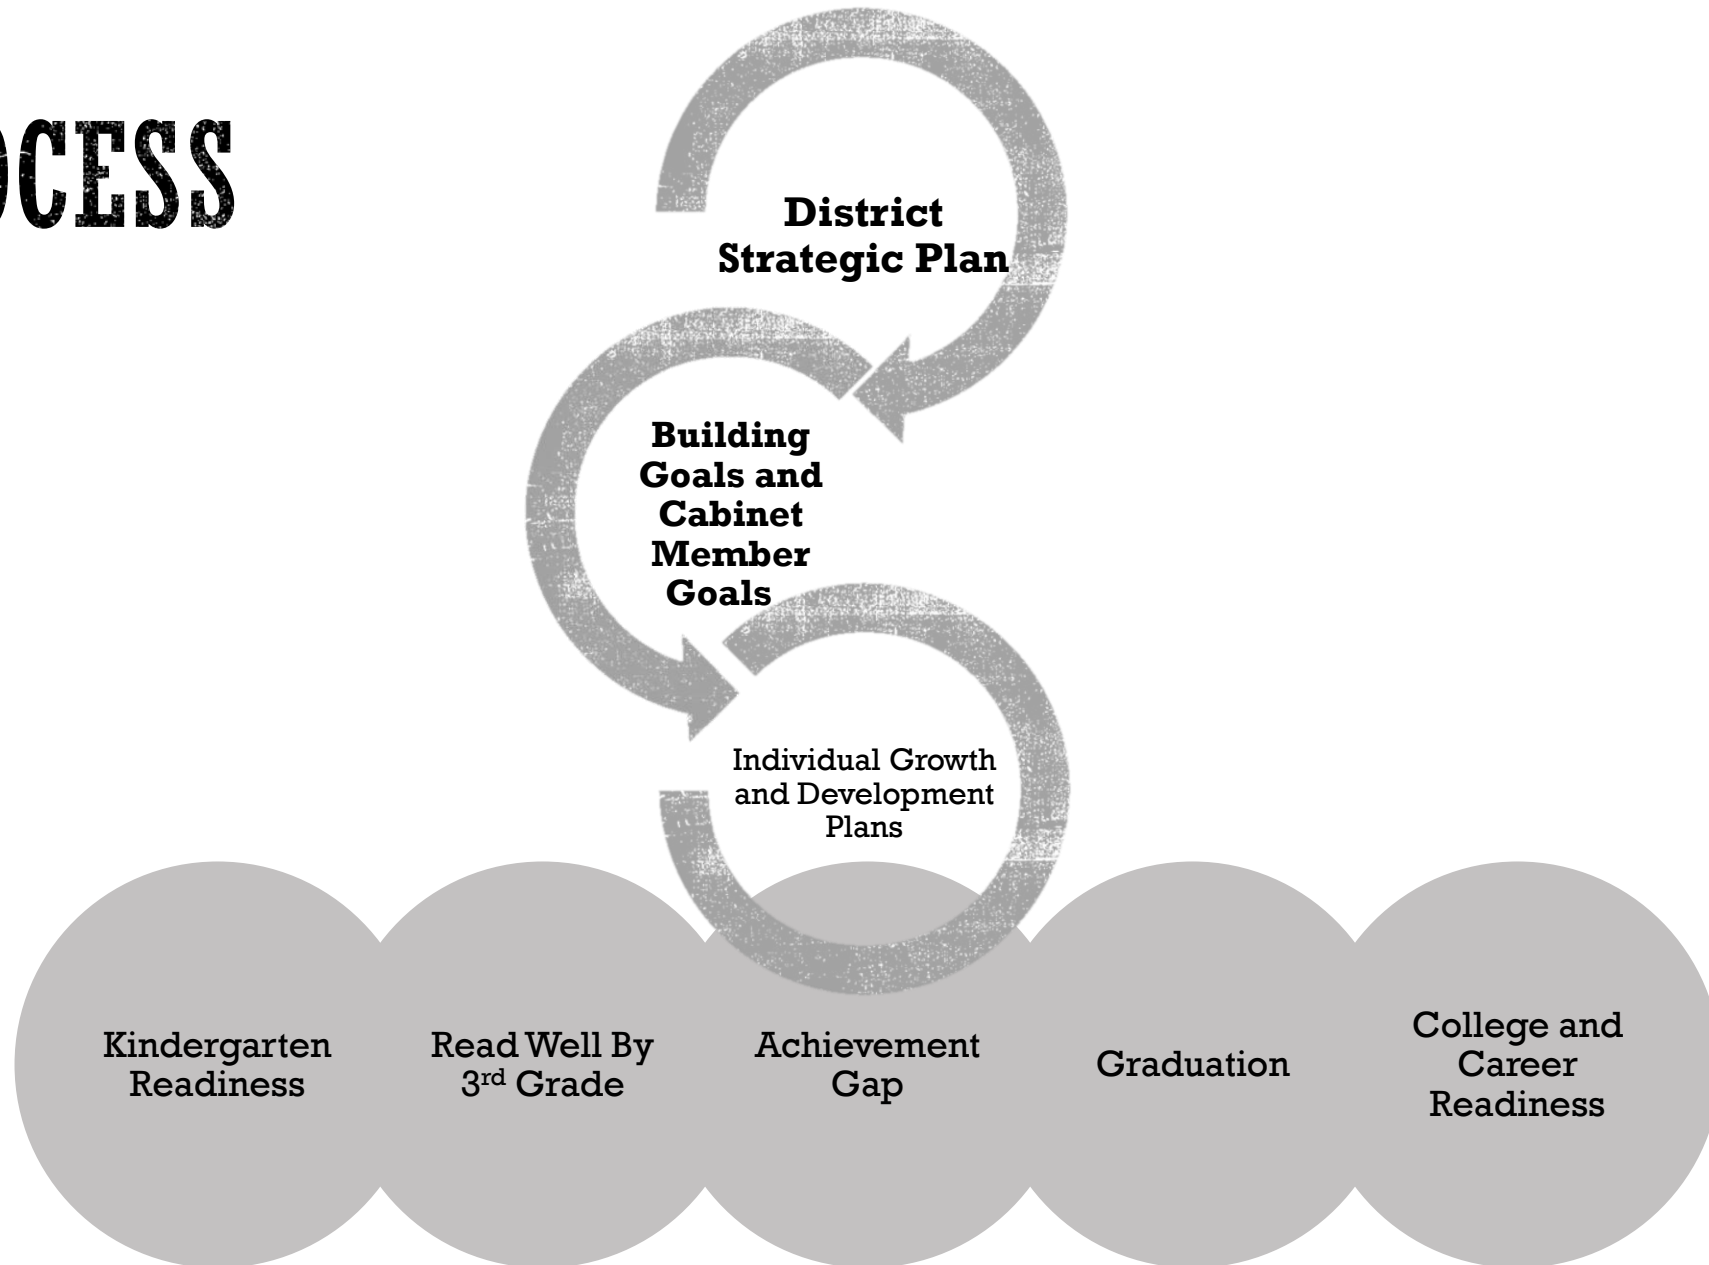 OCESS
District
Strategic Plan
Building
Goals and
Cabinet
Member
Goals
Individual Growth
and Development
Plans
Kindergarten
Readiness
Read Well By
3rd Grade
Achievement
Gap
Graduation
College and
Career
Readiness